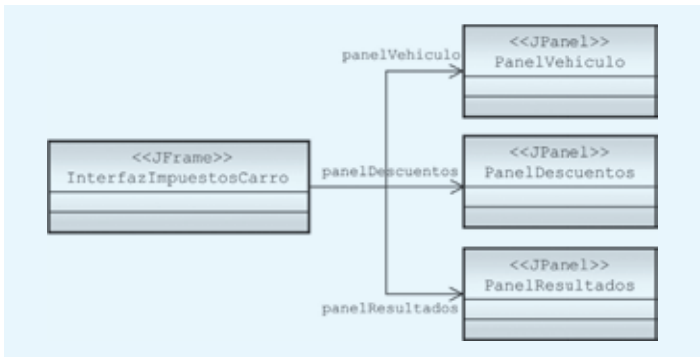 <<JFrame>>
InterfazImpuestosCarro
panelVehiculo
<<JPanel>>
PanelVehiculo
panelDescuentos
<<JPanel>>
PanelDescuentos
panelResultados
<<JPanel>>
PanelResultados